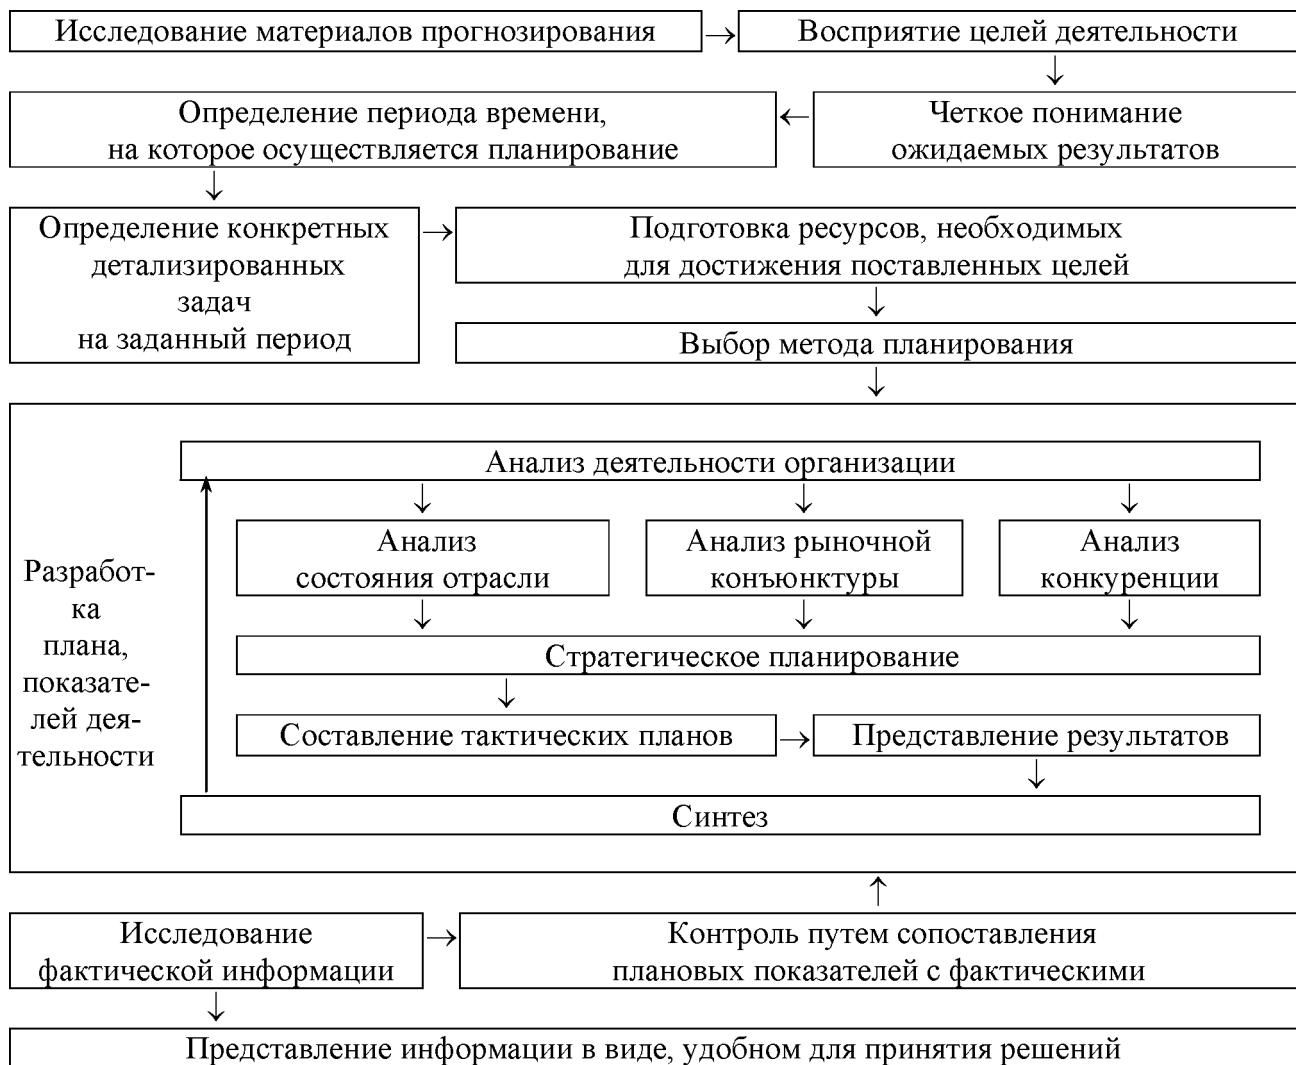 Исследование материалов прогнозирования
Восприятие целей деятельности
Определение периода времени,
на которое осуществляется планирование
Четкое понимание
ожидаемых результатов
Определение конкретных
детализированных
задач
на заданный период
Подготовка ресурсов, необходимых
для достижения поставленных целей
Выбор метода планирования
Разработ-
ка
плана,
показате-
лей дея-
тельности
Анализ деятельности организации
Анализ
состояния отрасли
Анализ рыночной
конъюнктуры
Анализ
конкуренции
Стратегическое планирование
Составление тактических планов
Представление результатов
Синтез
Исследование
фактической информации
Контроль путем сопоставления
плановых показателей с фактическими
Представление информации в виде, удобном для принятия решений